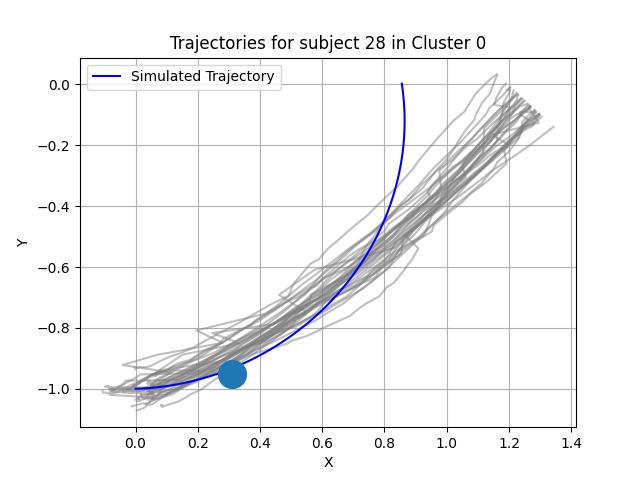 Trajectories for subject 28 in Cluster 0
Simulated Trajectory
0.0
−0.2
−0.4
−0.6
−0.8
−1.0
Y
0.0 0.2 0.4 0.6 0.8 1.0 1.2 1.4
X